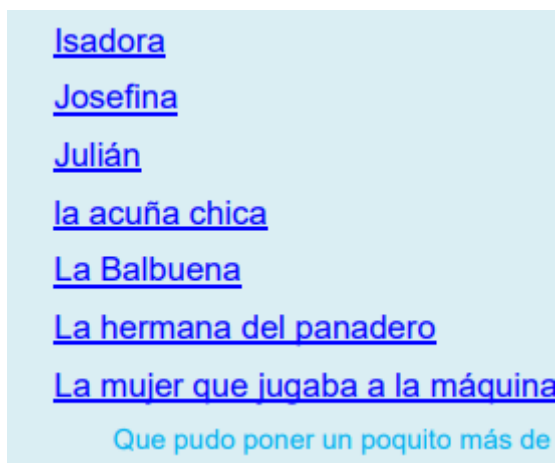 Isadora
Josefina
Julián
la acuña chica
La Balbuena
La hermana del panadero
La mujer que jugaba a la máquina
Que pudo poner un poquito más de